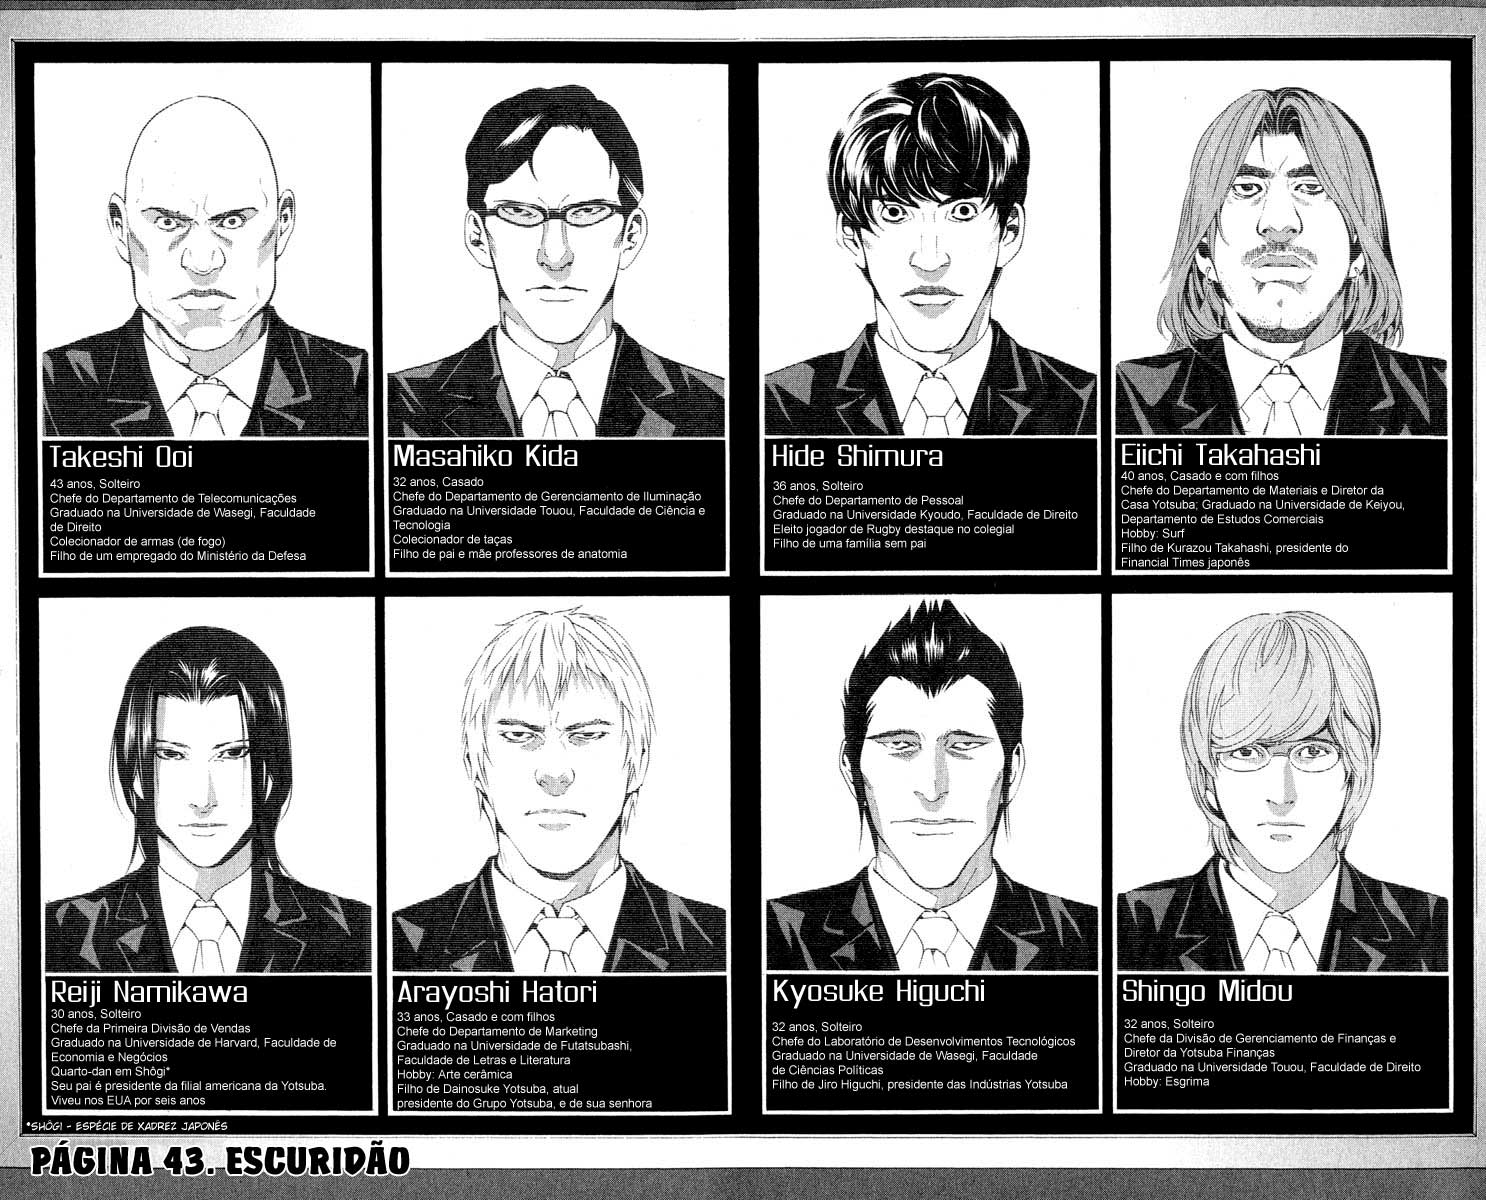 Takeshi Ooi
43 anos, Solteiro
Chefe do Departamento de Telecomunicações
Graduado na Universidade de Wasegi, Faculdade
de Direito
Colecionador de armas (de fogo)
Filho de um empregado do Ministério da Defesa
Masahiko Kida
32 anos, Casado
Chefe do Departamento de Gerenciamento de Iluminação
Graduado na Universidade Touou, Faculdade de Ciência e
Tecnologia
Colecionador de taças
Filho de pai e mãe professores de anatomia
Hide Shimura
36 anos, Solteiro
Chefe do Departamento de Pessoal
Graduado na Universidade Kyoudo, Faculdade de Direito
Eleito jogador de Rugby destaque no colegial
Filho de uma família sem pai
Eiichi Takahashi
40 anos, Casado e com filhos
Chefe do Departamento de Materiais e Diretor da
Casa Yotsuba; Graduado na Universidade de Keiyou,
Departamento de Estudos Comerciais
Hobby: Surf
Filho de Kurazou Takahashi, presidente do
Financial Times japonês
Reiji Namikawa
30 anos, Solteiro
Chefe da Primeira Divisão de Vendas
Graduado na Universidade de Harvard, Faculdade de
Economia e Negócios
Quarto-dan em Shôgi*
Seu pai é presidente da filial americana da Yotsuba.
Viveu nos EUA por seis anos
Arayoshi Hatori
33 anos, Casado e com filhos
Chefe do Departamento de Marketing
Graduado na Universidade de Futatsubashi,
Faculdade de Letras e Literatura
Hobby: Arte cerâmica
Filho de Dainosuke Yotsuba, atual
presidente do Grupo Yotsuba, e de sua senhora
Kyosuke Higuchi
32 anos, Solteiro
Chefe do Laboratório de Desenvolvimentos Tecnológicos
Graduado na Universidade de Wasegi, Faculdade
de Ciências Políticas
Filho de Jiro Higuchi, presidente das Indústrias Yotsuba
Shingo Midou
32 anos, Solteiro
Chefe da Divisão de Gerenciamento de Finanças e
Diretor da Yotsuba Finanças
Graduado na Universidade Touou, Faculdade de Direito
Hobby: Esgrima
*SHÔGI - ESPÉCIE DE XADREZ JAPONÊS
PÁGINA 43. ESCURIDÃO